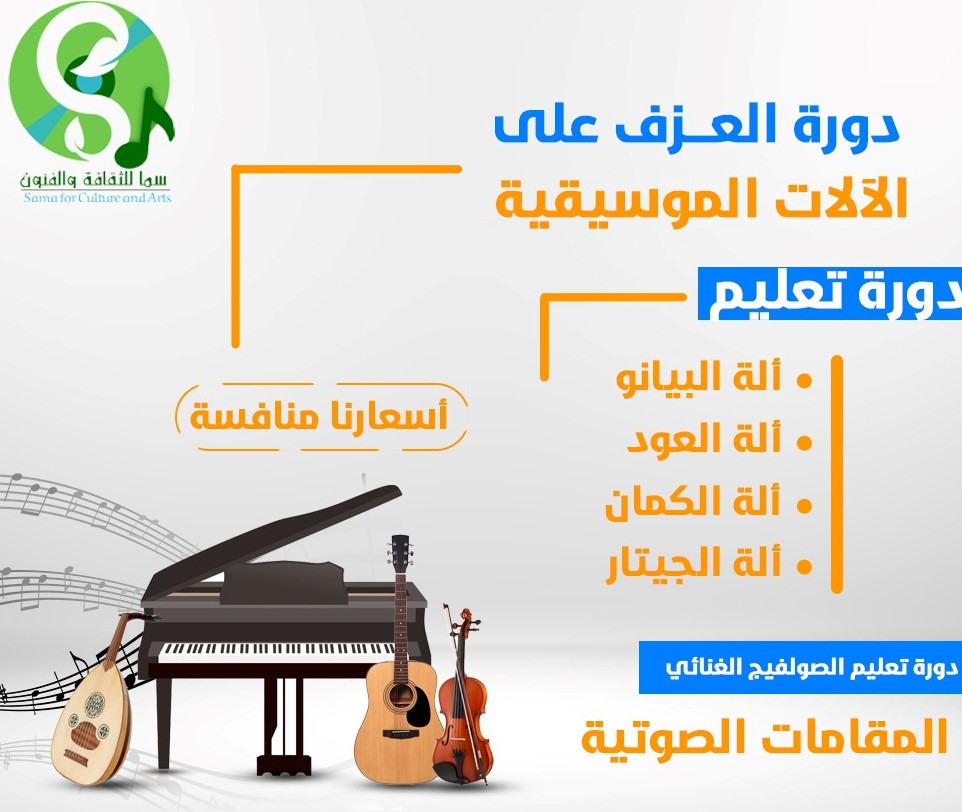 سما للثقافة والفنون
Sama for Culture and Arts
دورة العـزف على
الآلات الموسيقية
دورة تعليم
ألة البيانو
ألة العود
ألة الكمان
ألة الجيتار
أسعارنا منافسة
دورة تعليم الصولفيج الغنائي
المقامات الصوتية